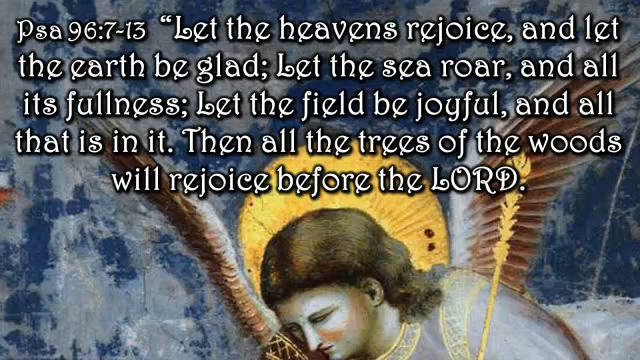 Psa 96:7-13 “Let the heavens rejoice, and let
the earth be glad; Let the sea roar, and all
its fullness; Let the field be joyful, and all
that is in it. Then all the trees of the woods
will rejoice before the LORD.